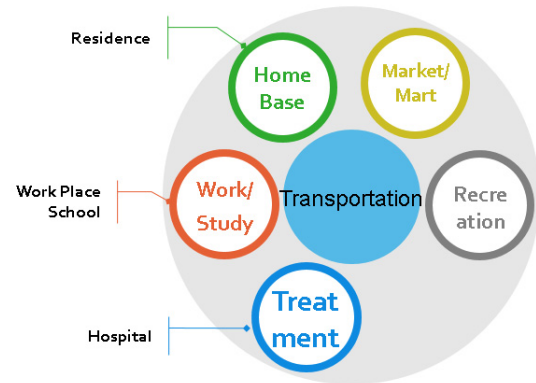 Residence
Home
Base
Market/
Mart
Work Place
School
Work/
Study
Transportation
Recre
ation
Hospital
Treat
ment